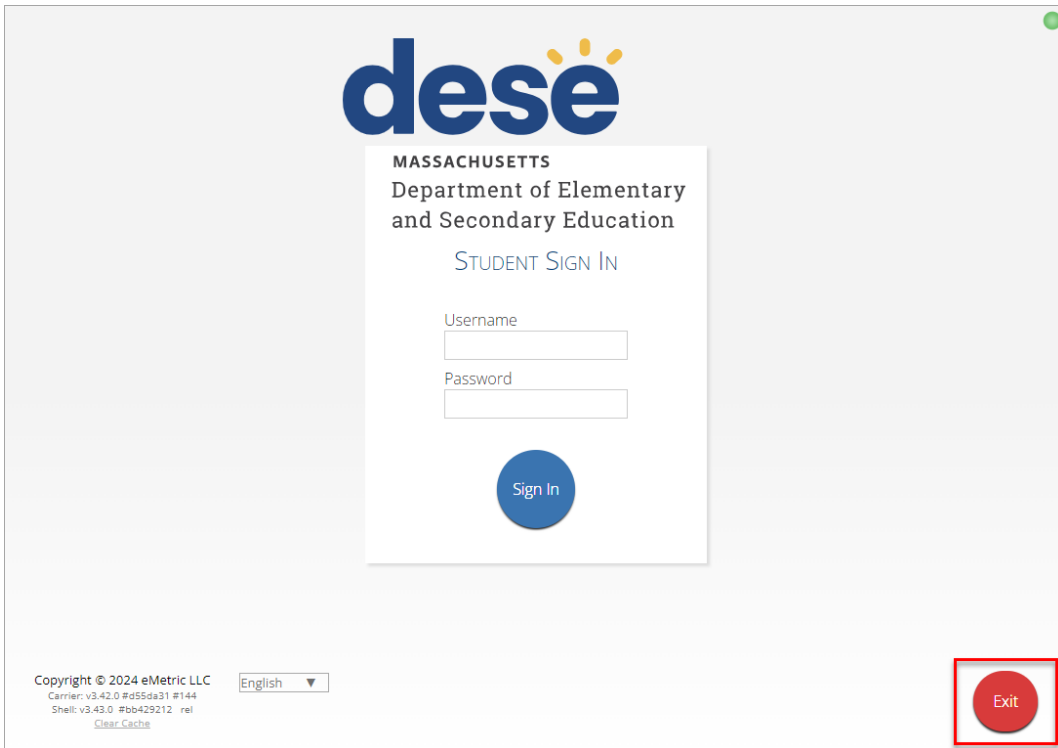 dese
MASSACHUSETTS
Department of Elementary
and Secondary Education
STUDENT SIGN IN
Username
Password
Sign In
Copyright © 2024 eMetric LLC
English ▼
Carrier: v3.42.0 #d55da31 #144
Shell: v3.43.0 #bb429212 rel
Clear Cache
Exit